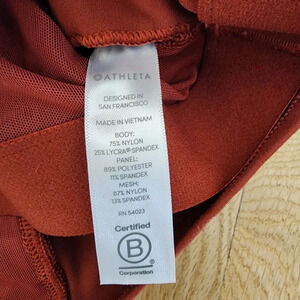 ATHLETA
DESIGNED IN
SAN FRANCISCO
MADE IN VIETNAM
BODY:
75% NYLON
25% LYCRA® SPANDEX
PANEL:
89% POLYESTER
11% SPANDEX
MESH:
87% NYLON
13% SPANDEX
RN 54023
Certified
B
Corporation